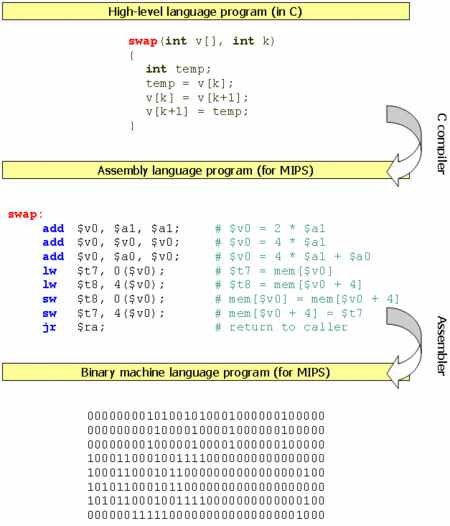 High-level language program (in C)
swap(int v[], int k)
{
int temp;
temp = v[k];
v[k] = v[k+1];
v[k+1] = temp;
}
C compiler
Assembly language program (for MIPS)
swap:
add $v0, $a1, $a1; # $v0 = 2 * $a1
add $v0, $v0, $v0; # $v0 = 4 * $a1
add $v0, $a0, $v0; # $v0 = 4 * $a1 + $a0
lw $t7, 0($v0); # $t7 = mem[$v0]
lw $t8, 4($v0); # $t8 = mem[$v0 + 4]
sw $t8, 0($v0); # mem[$v0] = mem[$v0 + 4]
sw $t7, 4($v0); # mem[$v0 + 4] = $t7
jr $ra; # return to caller
Assembler
Binary machine language program (for MIPS)
00000000101001010001000000100000
00000000010000100001000000100000
00000000100000100001000000100000
10001100010011110000000000000000
10001100010110000000000000000100
10101100010110000000000000000000
10101100010011110000000000000100
00000011111000000000000000001000